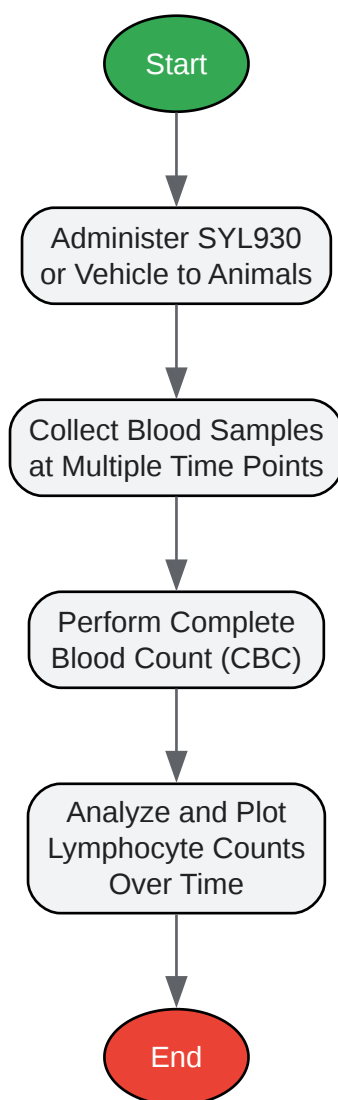 Start
Administer SYL930
or Vehicle to Animals
Collect Blood Samples
at Multiple Time Points
Perform Complete
Blood Count (CBC)
Analyze and Plot
Lymphocyte Counts
Over Time
End